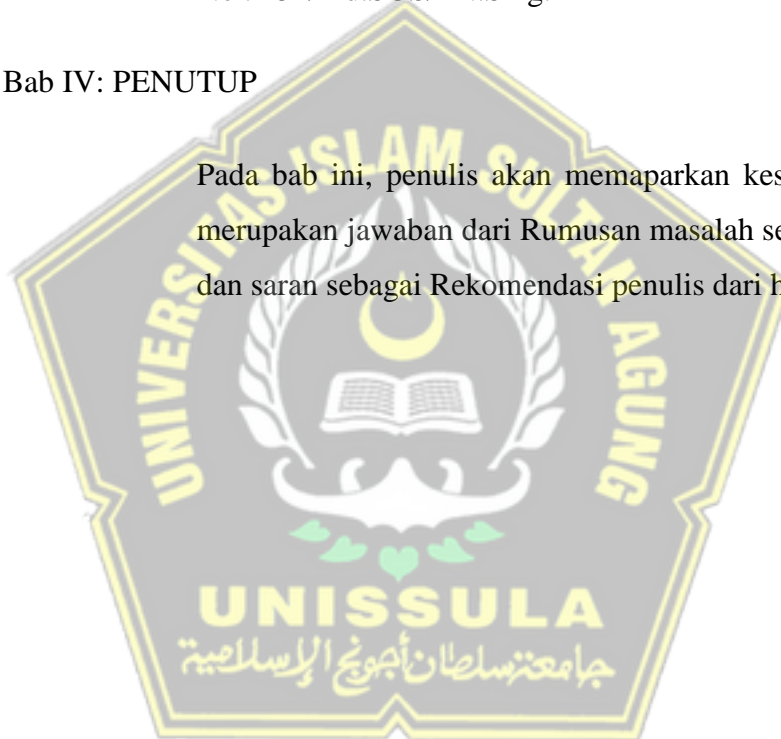 Bab IV: PENUTUP
Pada bab ini, penulis akan memaparkan kes
merupakan jawaban dari Rumusan masalah se
dan saran sebagai Rekomendasi penulis dari h
UNIVERSITAS ISLAM SULTAN AGUNG
UNISSULA
جامعة سلطان أجونج الإسلامية